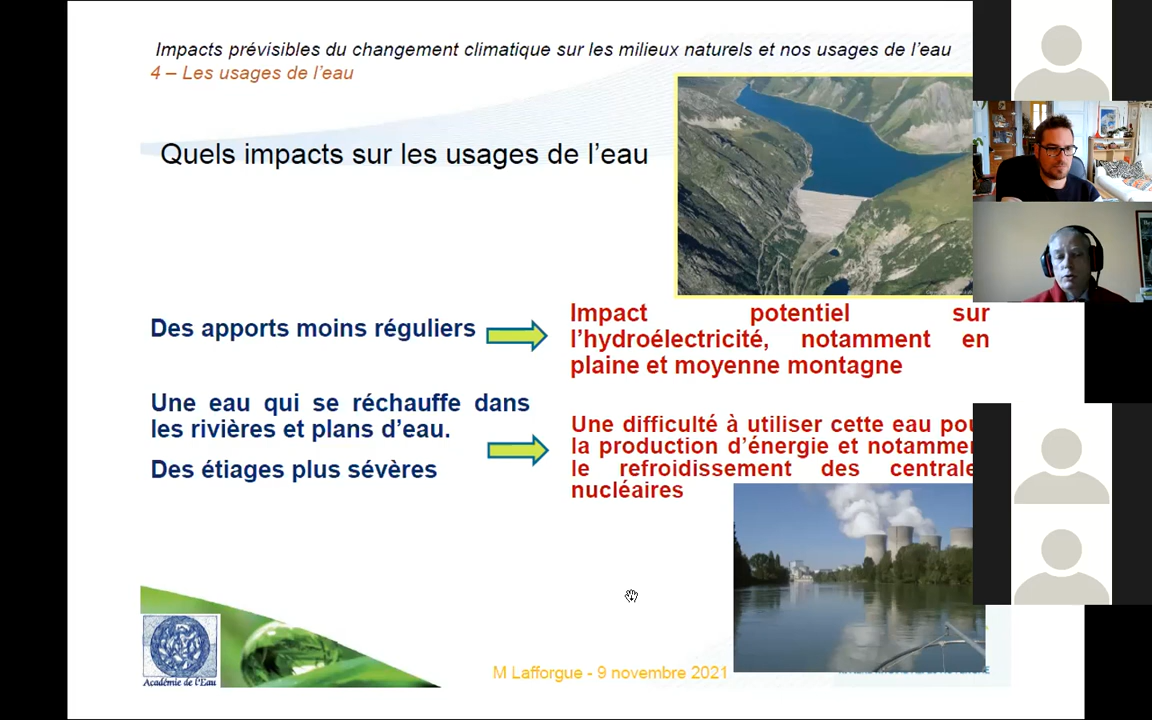 Impacts prévisibles du changement climatique sur les milieux naturels et nos usages de l'eau
4 – Les usages de l'eau
Quels impacts sur les usages de l'eau
Des apports moins réguliers
Impact potentiel sur
l'hydroélectricité, notamment en
plaine et moyenne montagne
Une eau qui se réchauffe dans
les rivières et plans d'eau.
Des étiages plus sévères
Une difficulté à utiliser cette eau pou
la production d'énergie et notammen
le refroidissement des centrale
nucléaires
Académie de l'Eau
M Lafforgue - 9 novembre 2021